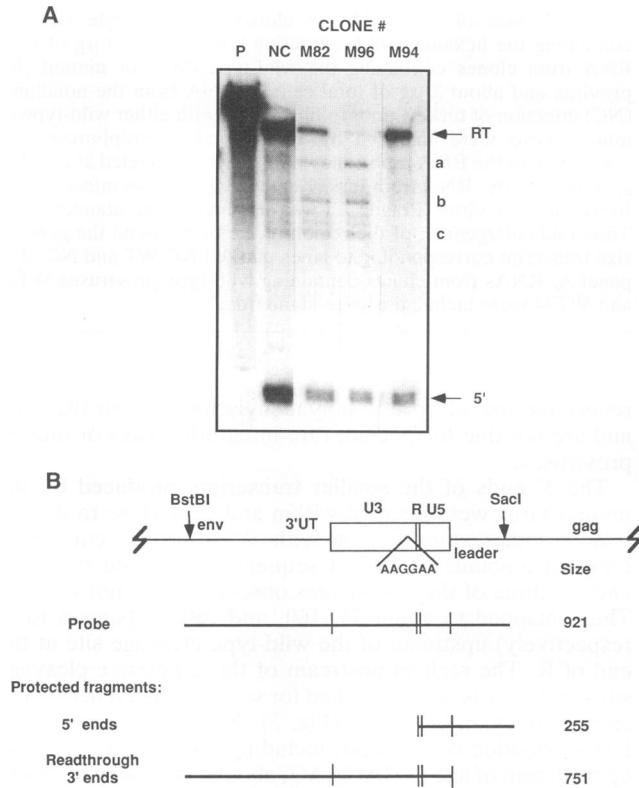 A
CLONE #
P NC M82 M96 M94
RT
a
b
c
5'
B
BstBI
env
3'UT
U3
R U5
SacI
leader
gag
AAGGAA
Size
Probe
921
Protected fragments:
5' ends
255
Readthrough
3' ends
751